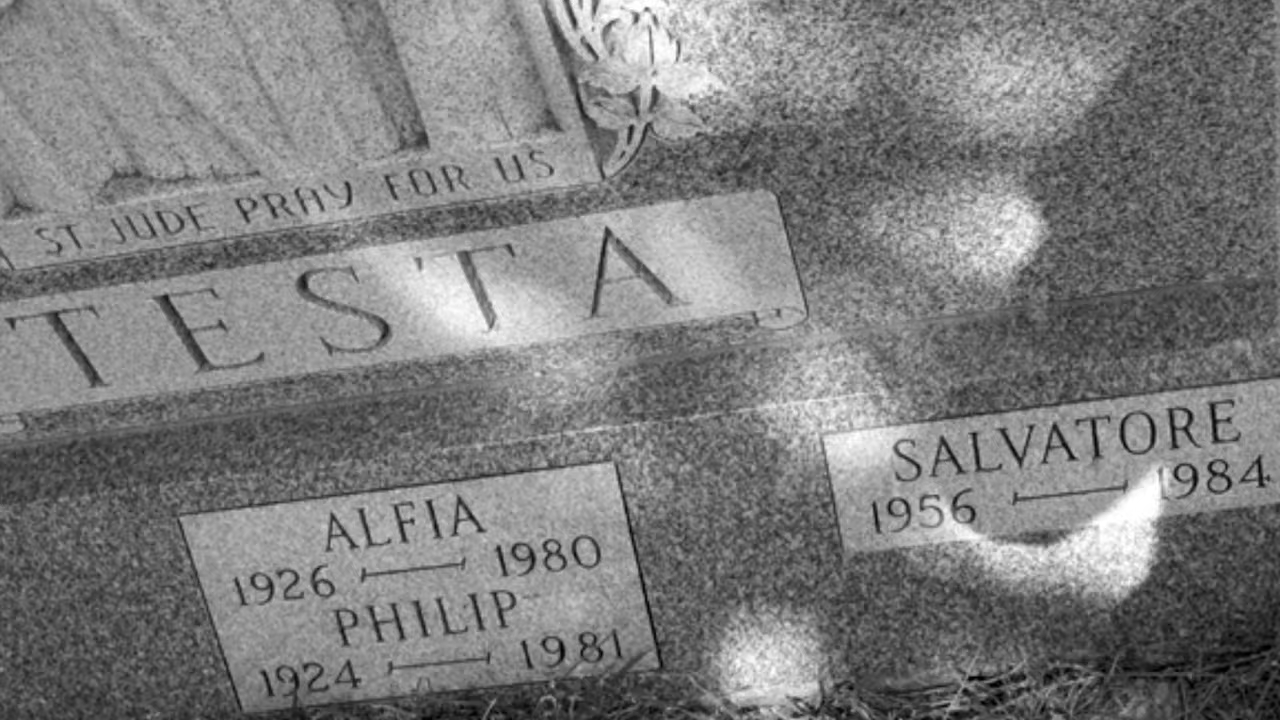 ST. JUDE PRAY FOR US
TESTA
ALFIA
1926 — 1980
PHILIP
1924 — 1981
SALVATORE
1956 — 1984